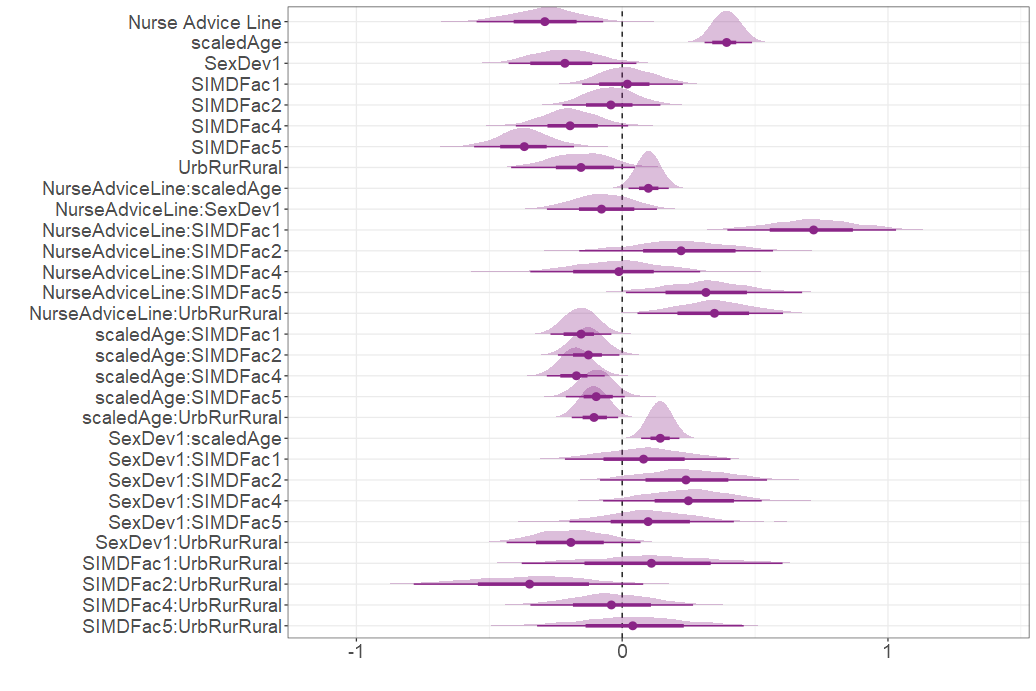 Nurse Advice Line
scaledAge
SexDev1
SIMDFac1
SIMDFac2
SIMDFac4
SIMDFac5
UrbRurRural
NurseAdviceLine:scaledAge
NurseAdviceLine:SexDev1
NurseAdviceLine:SIMDFac1
NurseAdviceLine:SIMDFac2
NurseAdviceLine:SIMDFac4
NurseAdviceLine:SIMDFac5
NurseAdviceLine:UrbRurRural
scaledAge:SIMDFac1
scaledAge:SIMDFac2
scaledAge:SIMDFac4
scaledAge:SIMDFac5
scaledAge:UrbRurRural
SexDev1:scaledAge
SexDev1:SIMDFac1
SexDev1:SIMDFac2
SexDev1:SIMDFac4
SexDev1:SIMDFac5
SexDev1:UrbRurRural
SIMDFac1:UrbRurRural
SIMDFac2:UrbRurRural
SIMDFac4:UrbRurRural
SIMDFac5:UrbRurRural
-1 0 1